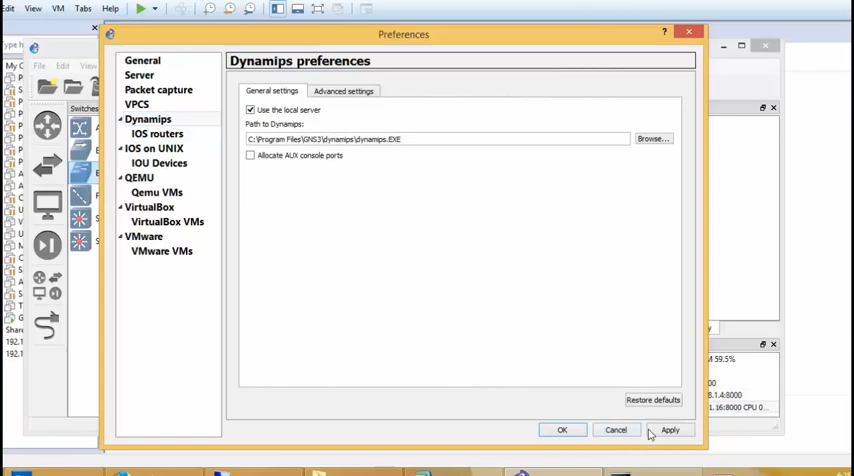 Edit View VM Tabs Help
Preferences
?
General
Server
Packet capture
VPCS
Dynamips
IOS routers
IOS on UNIX
IOU Devices
QEMU
Qemu VMs
VirtualBox
VirtualBox VMs
VMware
VMware VMs
Dynamips preferences
General settings
Advanced settings
Use the local server
Path to Dynamips:
C:\Program Files\GNS3\dynamips\dynamips.EXE
Browse...
Allocate AUX console ports
Restore defaults
OK
Cancel
Apply
File Edit
Switches
M 59.5%
8.1.4:8000
1.16:8000 CPU 0...
192.1
192.1